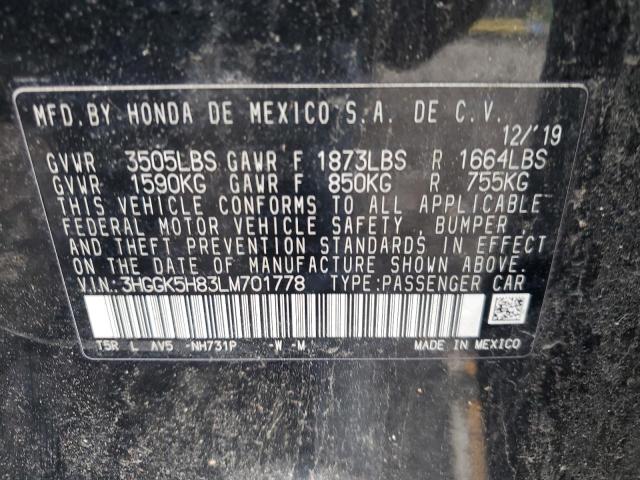 MFD. BY HONDA DE MEXICO S.A. DE C.V.
12/'19
GVWR 3505LBS GAWR F 1873LBS R 1664LBS
GVWR 1590KG GAWR F 850KG R 755KG
THIS VEHICLE CONFORMS TO ALL APPLICABLE
FEDERAL MOTOR VEHICLE SAFETY, BUMPER,
AND THEFT PREVENTION STANDARDS IN EFFECT
ON THE DATE OF MANUFACTURE SHOWN ABOVE.
V.I.N: 3HGGK5H83LM701778 TYPE:PASSENGER CAR
T5R L AV5 -NH731P -W -M MADE IN MEXICO